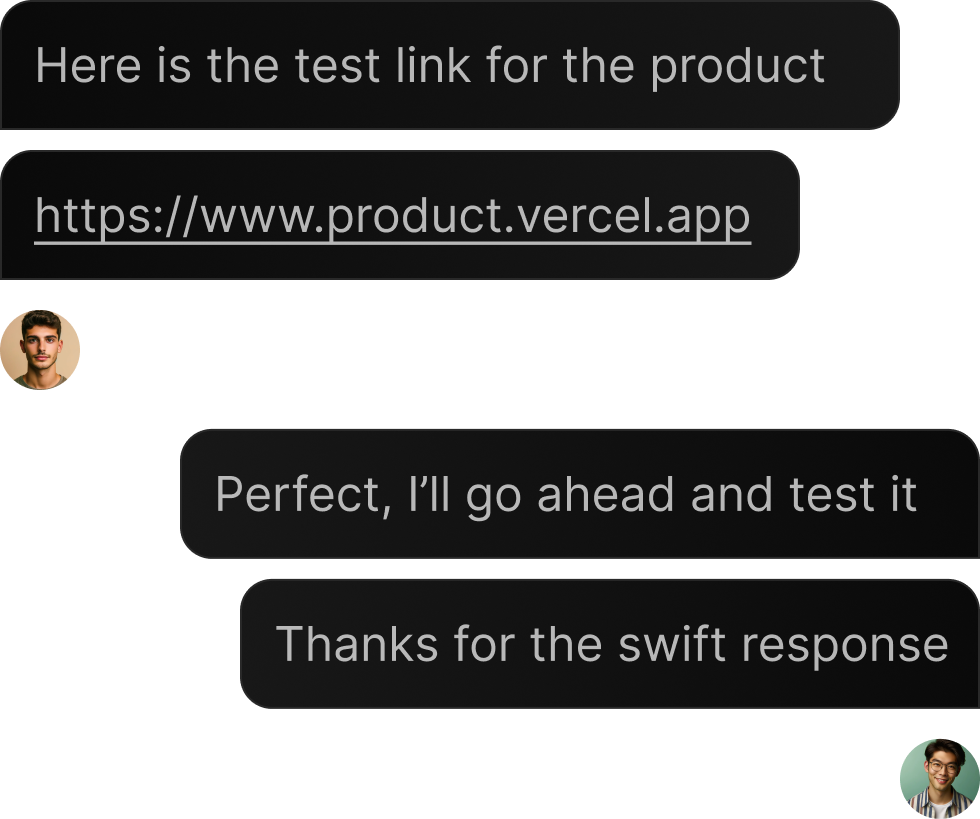 Here is the test link for the product
https://www.product.vercel.app
Perfect, I’ll go ahead and test it
Thanks for the swift response